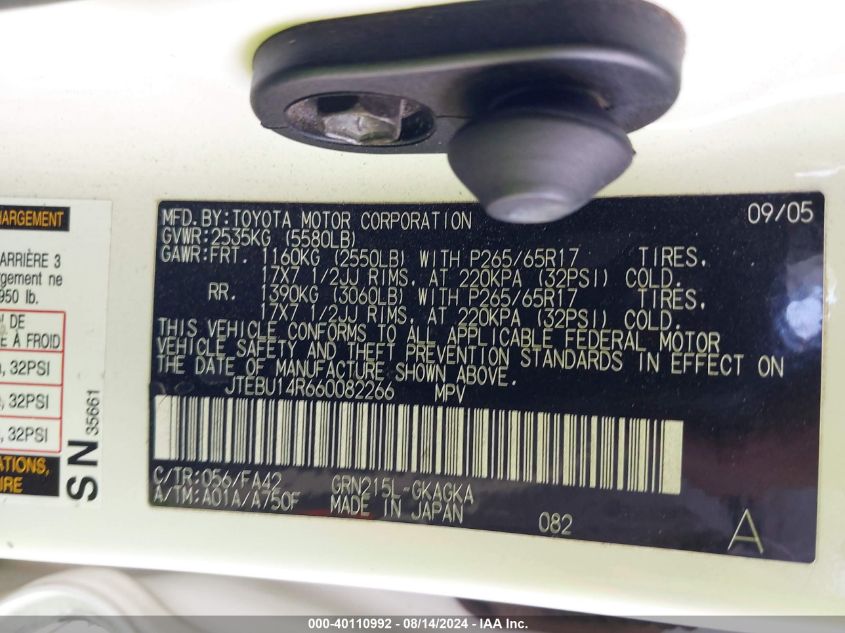 HARGEMENT
ARRIÈRE 3
rgement ne
950 lb.
DE
À FROID
, 32PSI
, 32PSI
, 32PSI
TIONS,
URE
SN 35661
MFD.BY:TOYOTA MOTOR CORPORATION 09/05
GVWR:2535KG (5580LB)
GAWR:FRT. 1160KG (2550LB) WITH P265/65R17 TIRES,
17X7 1/2JJ RIMS, AT 220KPA (32PSI) COLD.
RR. 1390KG (3060LB) WITH P265/65R17 TIRES,
17X7 1/2JJ RIMS, AT 220KPA (32PSI) COLD.
THIS VEHICLE CONFORMS TO ALL APPLICABLE FEDERAL MOTOR
VEHICLE SAFETY AND THEFT PREVENTION STANDARDS IN EFFECT ON
THE DATE OF MANUFACTURE SHOWN ABOVE.
JTEBU14R660082266 MPV
C/TR:056/FA42 GRN215L-GKAGKA
A/TM:A01A/A750F MADE IN JAPAN 082 A
000-40110992 - 08/14/2024 - IAA Inc.